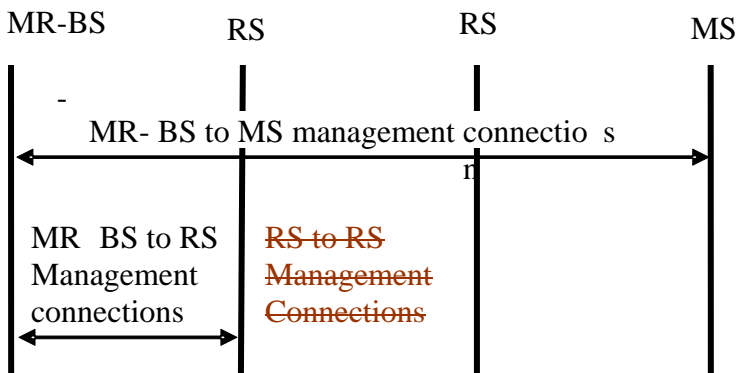 MR-BS RS RS MS
-
MR- BS to MS management connectio s
n
MR BS to RS
Management
connections
RS to RS
Management
Connections